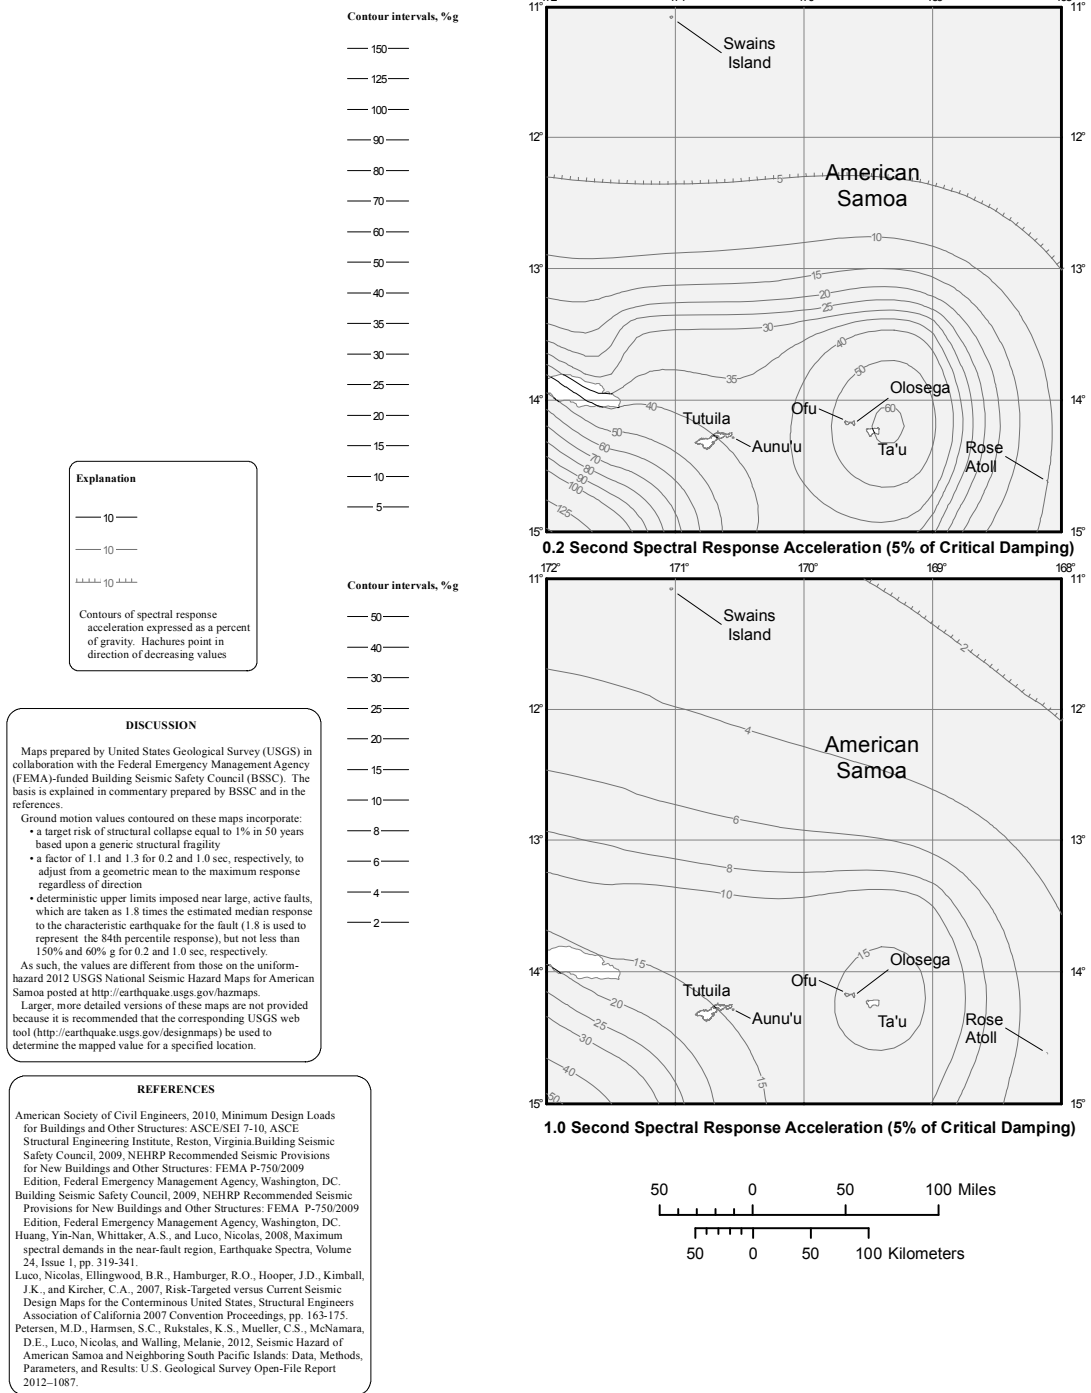 Contour intervals, %g
150
125
100
90
80
70
60
50
40
35
30
25
20
15
10
5
Explanation
10
10
10
Contours of spectral response
acceleration expressed as a percent
of gravity. Hachures point in
direction of decreasing values
11°
11°
12°
12°
13°
13°
14°
14°
15°
15°
Swains
Island
American
Samoa
5
10
15
20
25
30
35
40
40
50
50
60
60
70
80
90
100
125
Tutuila
Aunu'u
Ofu
Olosega
Ta'u
Rose
Atoll
0.2 Second Spectral Response Acceleration (5% of Critical Damping)
Contour intervals, %g
50
40
30
25
20
15
10
8
6
4
2
172°
171°
170°
169°
168°
11°
11°
12°
12°
13°
13°
14°
14°
15°
15°
Swains
Island
American
Samoa
2
4
6
8
10
15
15
15
20
25
30
40
50
Tutuila
Aunu'u
Ofu
Olosega
Ta'u
Rose
Atoll
1.0 Second Spectral Response Acceleration (5% of Critical Damping)
50 0 50 100 Miles
50 0 50 100 Kilometers
DISCUSSION
Maps prepared by United States Geological Survey (USGS) in
collaboration with the Federal Emergency Management Agency
(FEMA)-funded Building Seismic Safety Council (BSSC). The
basis is explained in commentary prepared by BSSC and in the
references.
Ground motion values contoured on these maps incorporate:
• a target risk of structural collapse equal to 1% in 50 years
based upon a generic structural fragility
• a factor of 1.1 and 1.3 for 0.2 and 1.0 sec, respectively, to
adjust from a geometric mean to the maximum response
regardless of direction
• deterministic upper limits imposed near large, active faults,
which are taken as 1.8 times the estimated median response
to the characteristic earthquake for the fault (1.8 is used to
represent the 84th percentile response), but not less than
150% and 60% g for 0.2 and 1.0 sec, respectively.
As such, the values are different from those on the uniform-
hazard 2012 USGS National Seismic Hazard Maps for American
Samoa posted at http://earthquake.usgs.gov/hazmaps.
Larger, more detailed versions of these maps are not provided
because it is recommended that the corresponding USGS web
tool (http://earthquake.usgs.gov/designmaps) be used to
determine the mapped value for a specified location.
REFERENCES
American Society of Civil Engineers, 2010, Minimum Design Loads
for Buildings and Other Structures: ASCE/SEI 7-10, ASCE
Structural Engineering Institute, Reston, Virginia.Building Seismic
Safety Council, 2009, NEHRP Recommended Seismic Provisions
for New Buildings and Other Structures: FEMA P-750/2009
Edition, Federal Emergency Management Agency, Washington, DC.
Building Seismic Safety Council, 2009, NEHRP Recommended Seismic
Provisions for New Buildings and Other Structures: FEMA P-750/2009
Edition, Federal Emergency Management Agency, Washington, DC.
Huang, Yin-Nan, Whittaker, A.S., and Luco, Nicolas, 2008, Maximum
spectral demands in the near-fault region, Earthquake Spectra, Volume
24, Issue 1, pp. 319-341.
Luco, Nicolas, Ellingwood, B.R., Hamburger, R.O., Hooper, J.D., Kimball,
J.K., and Kircher, C.A., 2007, Risk-Targeted versus Current Seismic
Design Maps for the Conterminous United States, Structural Engineers
Association of California 2007 Convention Proceedings, pp. 163-175.
Petersen, M.D., Harmsen, S.C., Rukstales, K.S., Mueller, C.S., McNamara,
D.E., Luco, Nicolas, and Walling, Melanie, 2012, Seismic Hazard of
American Samoa and Neighboring South Pacific Islands: Data, Methods,
Parameters, and Results: U.S. Geological Survey Open-File Report
2012–1087.